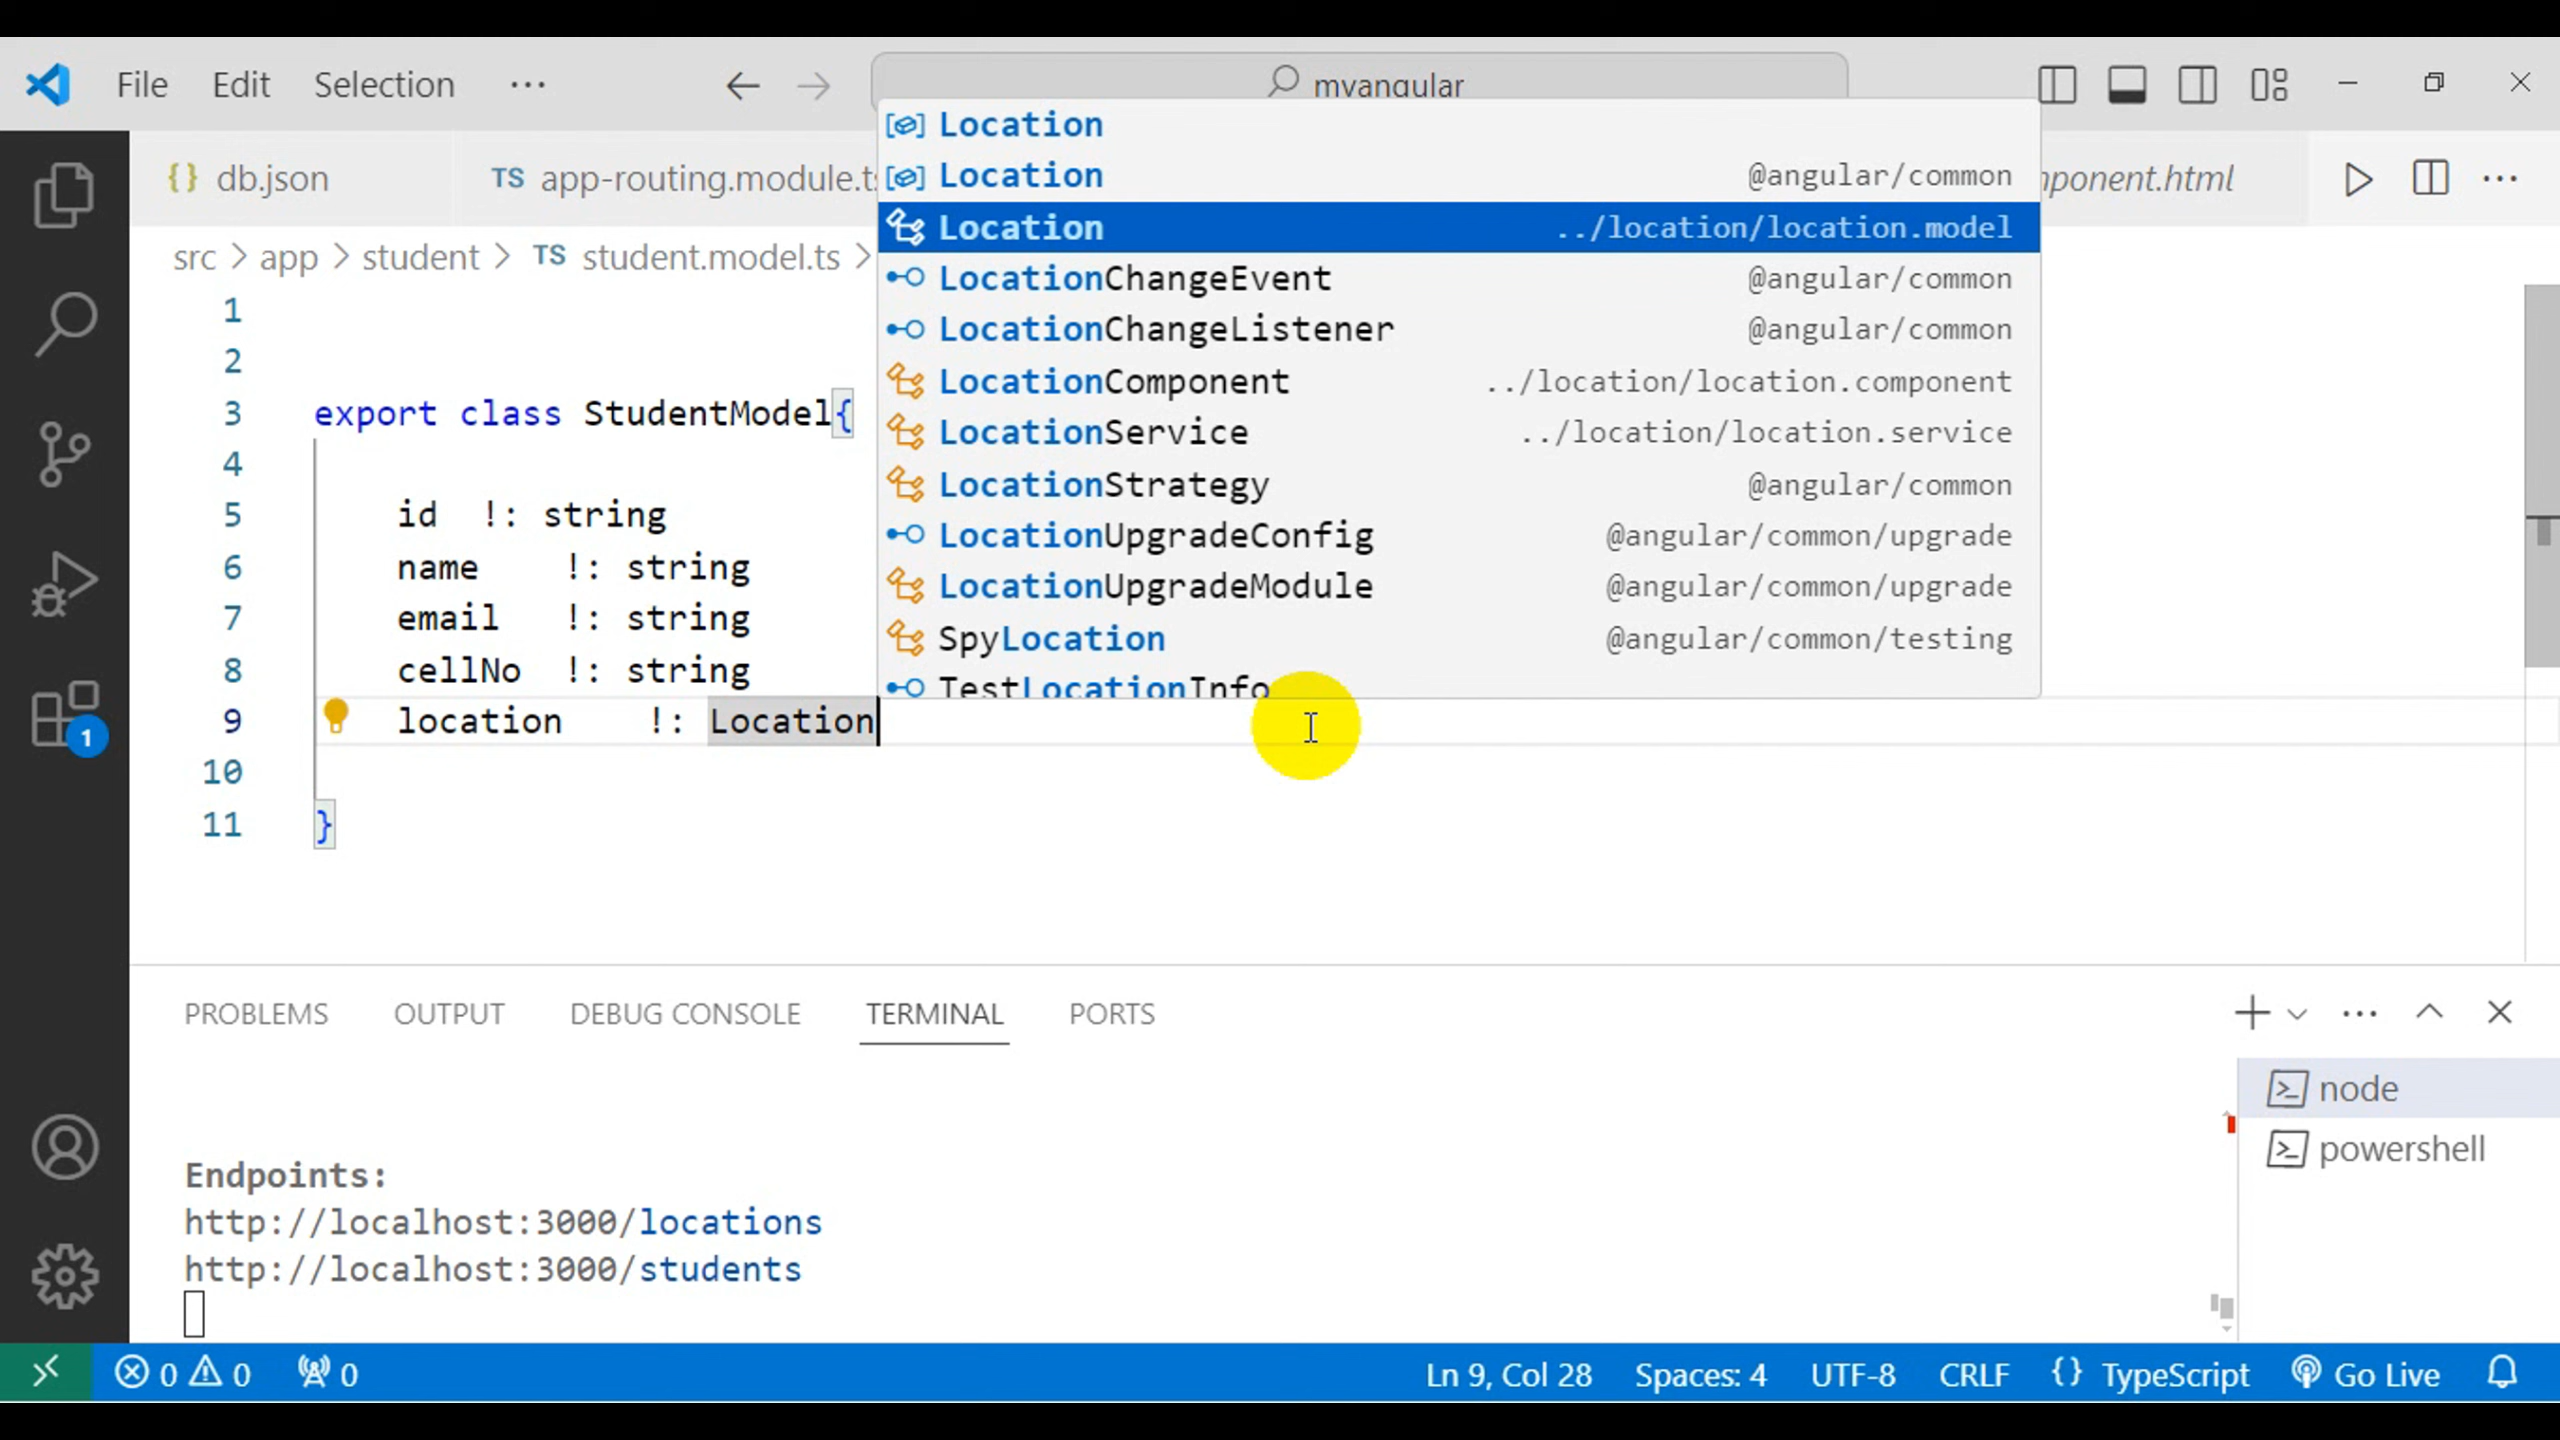 File Edit Selection ··· mvangular
{} db.json TS app-routing.module.ts mponent.html
src > app > student > TS student.model.ts >
Location
Location @angular/common
Location ../location/location.model
LocationChangeEvent @angular/common
LocationChangeListener @angular/common
LocationComponent ../location/location.component
LocationService ../location/location.service
LocationStrategy @angular/common
LocationUpgradeConfig @angular/common/upgrade
LocationUpgradeModule @angular/common/upgrade
SpyLocation @angular/common/testing
TestLocationInfo
1
2
3 export class StudentModel{
4
5 id !: string
6 name !: string
7 email !: string
8 cellNo !: string
9 location !: Location
10
11 }
1
PROBLEMS OUTPUT DEBUG CONSOLE TERMINAL PORTS
node
powershell
Endpoints:
http://localhost:3000/locations
http://localhost:3000/students
0 0 0 Ln 9, Col 28 Spaces: 4 UTF-8 CRLF {} TypeScript Go Live